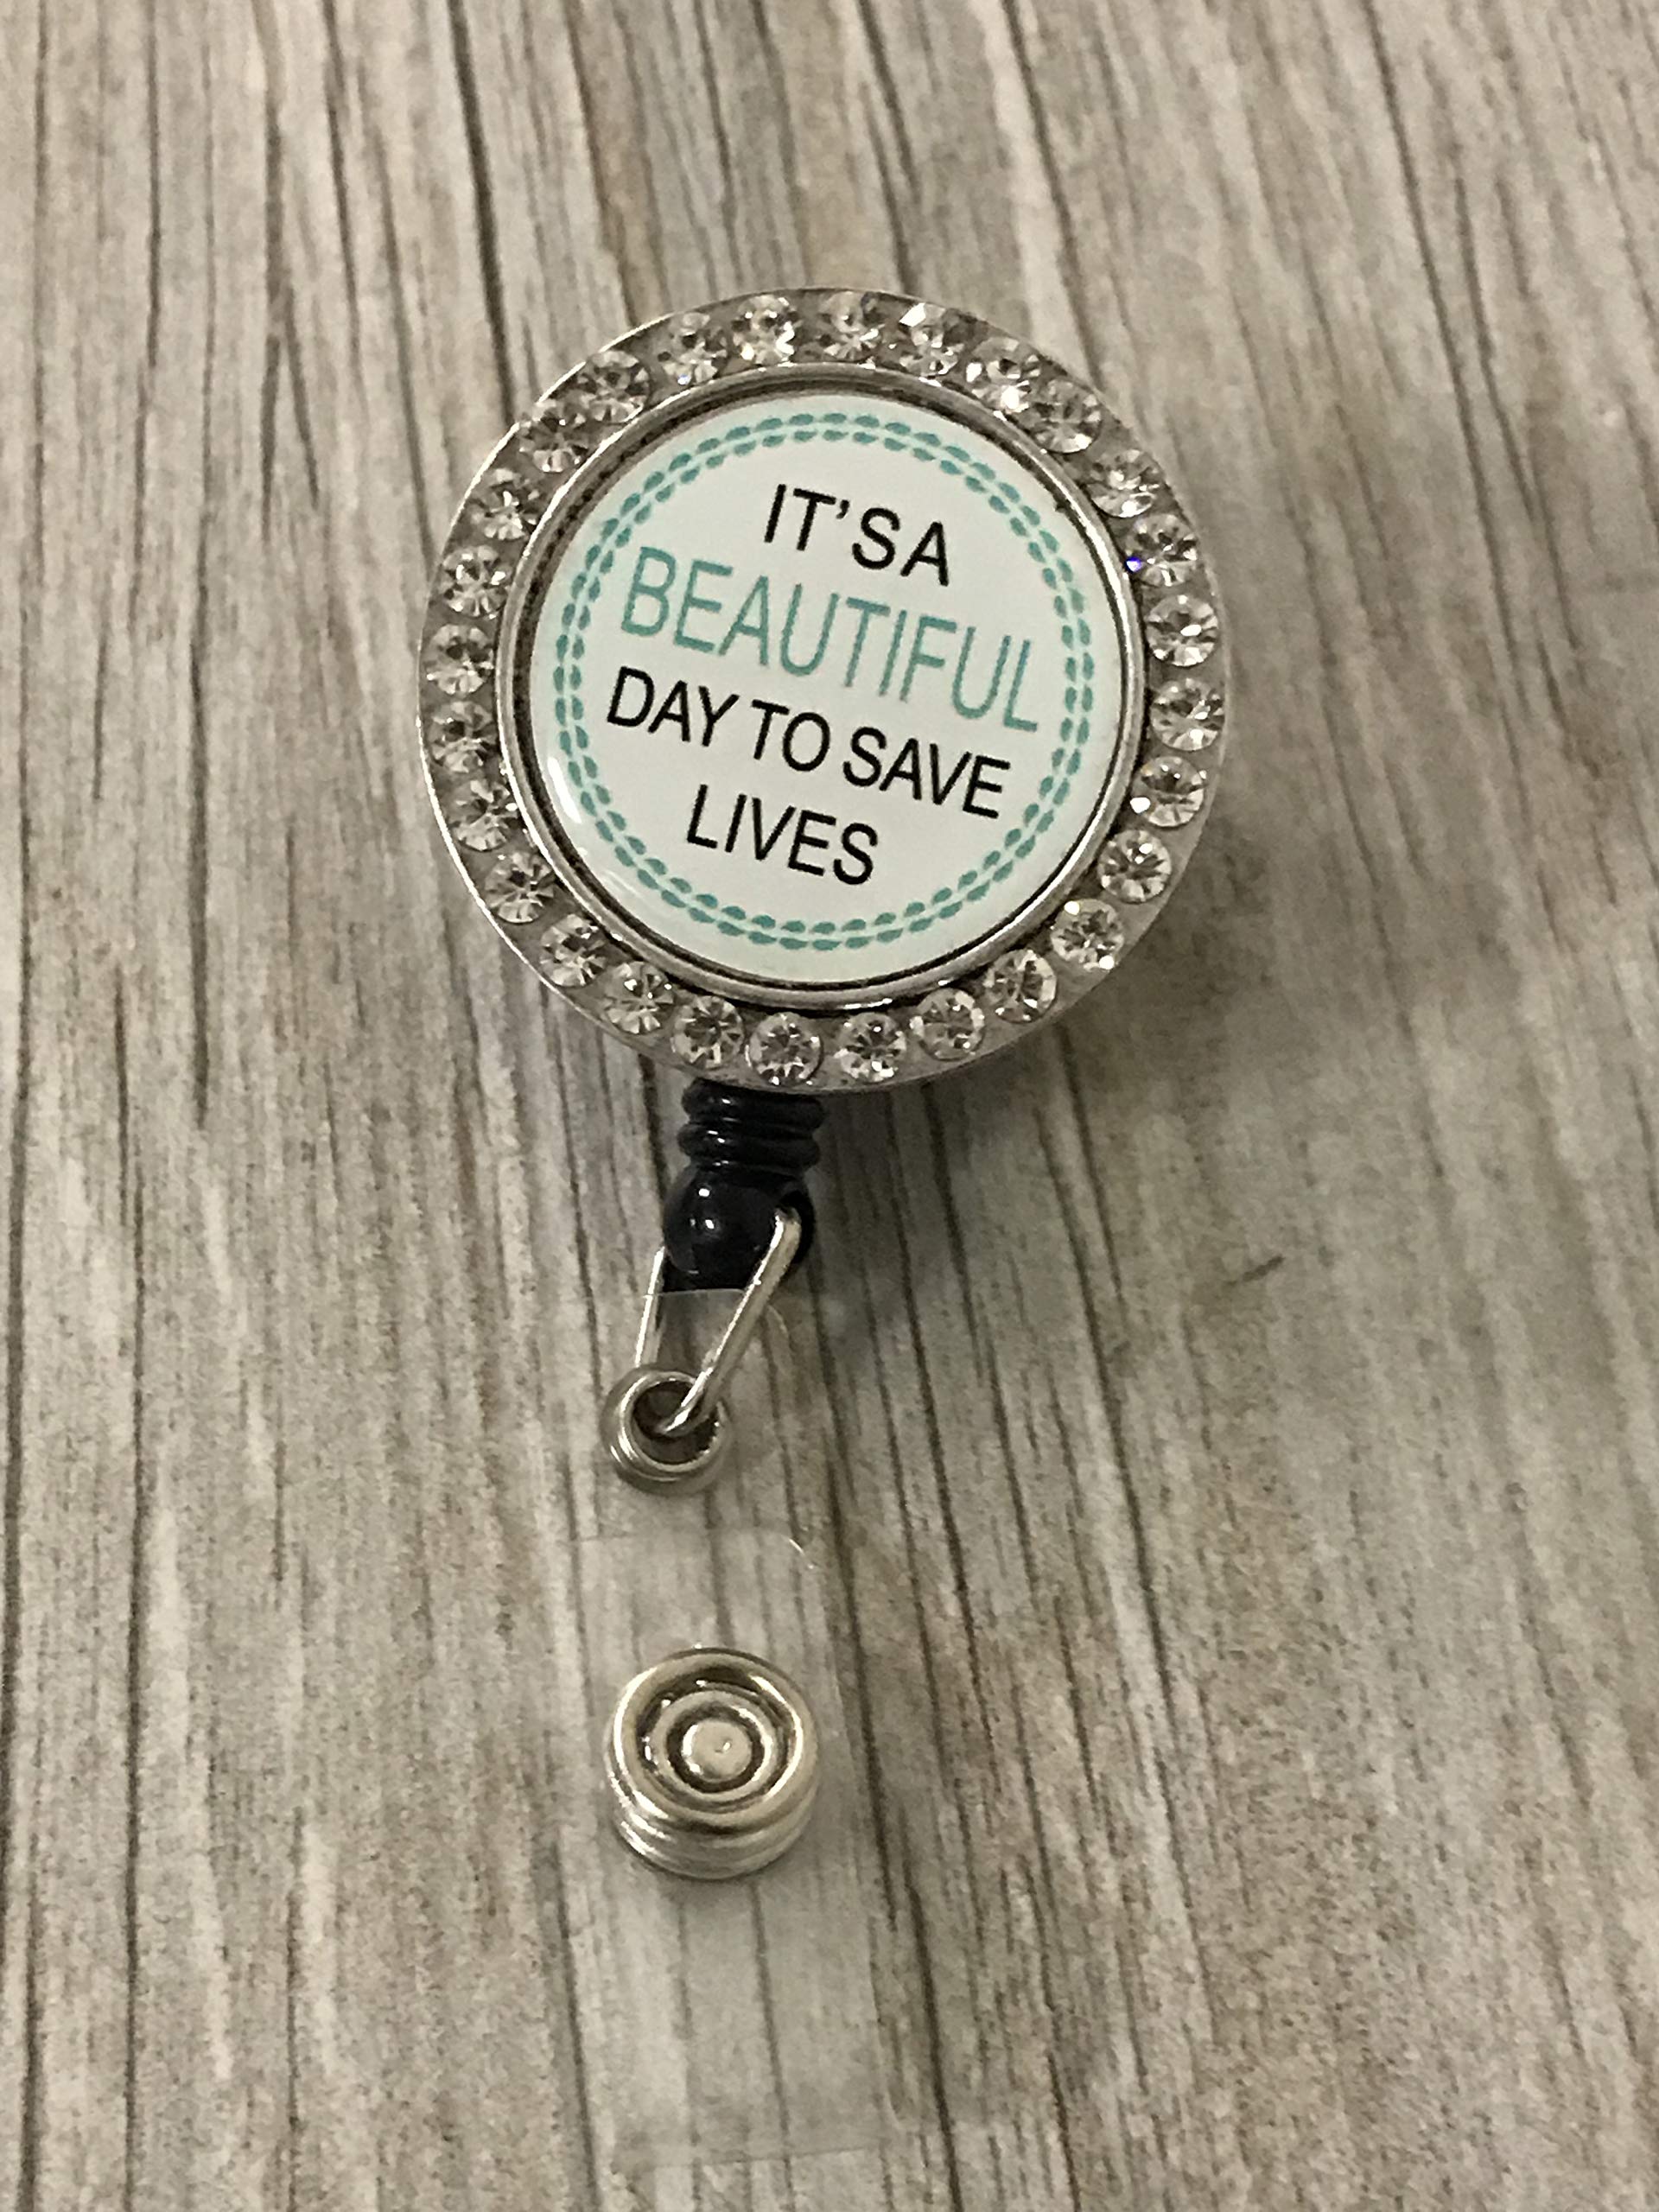 IT'S A
BEAUTIFUL
DAY TO SAVE
LIVES